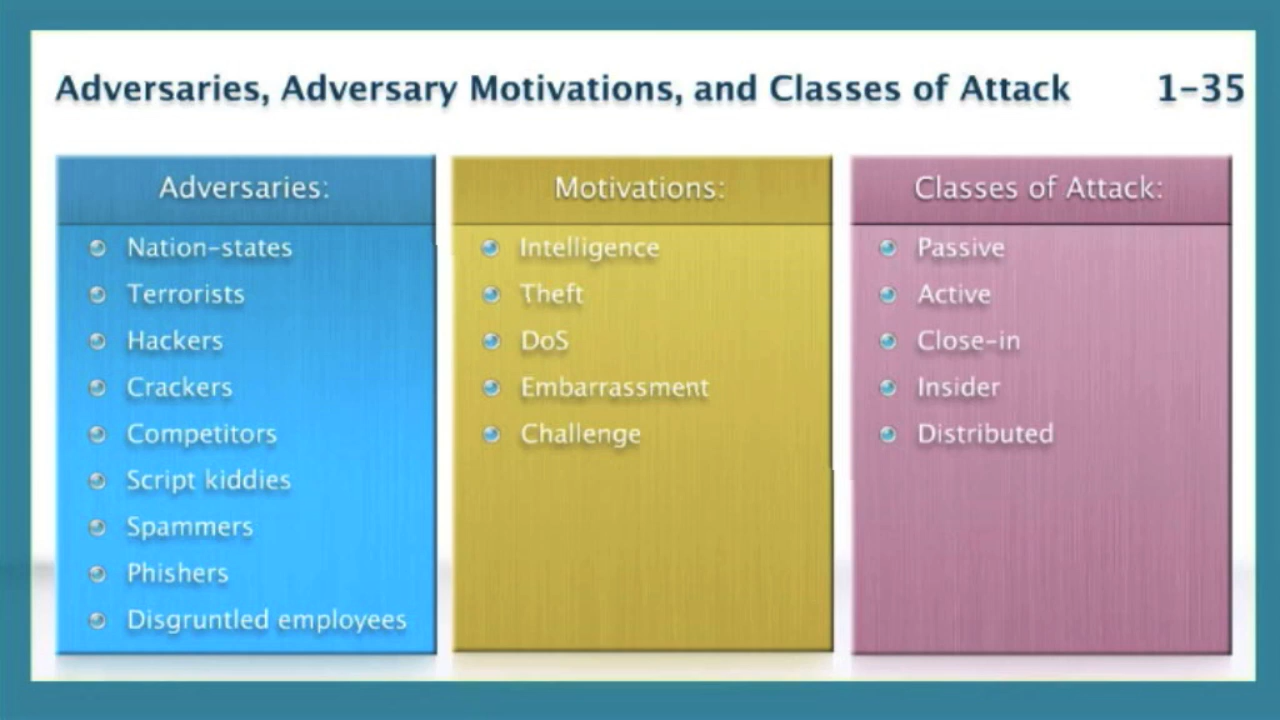 Adversaries, Adversary Motivations, and Classes of Attack 1-35
Adversaries:
Nation-states
Terrorists
Hackers
Crackers
Competitors
Script kiddies
Spammers
Phishers
Disgruntled employees
Motivations:
Intelligence
Theft
DoS
Embarrassment
Challenge
Classes of Attack:
Passive
Active
Close-in
Insider
Distributed